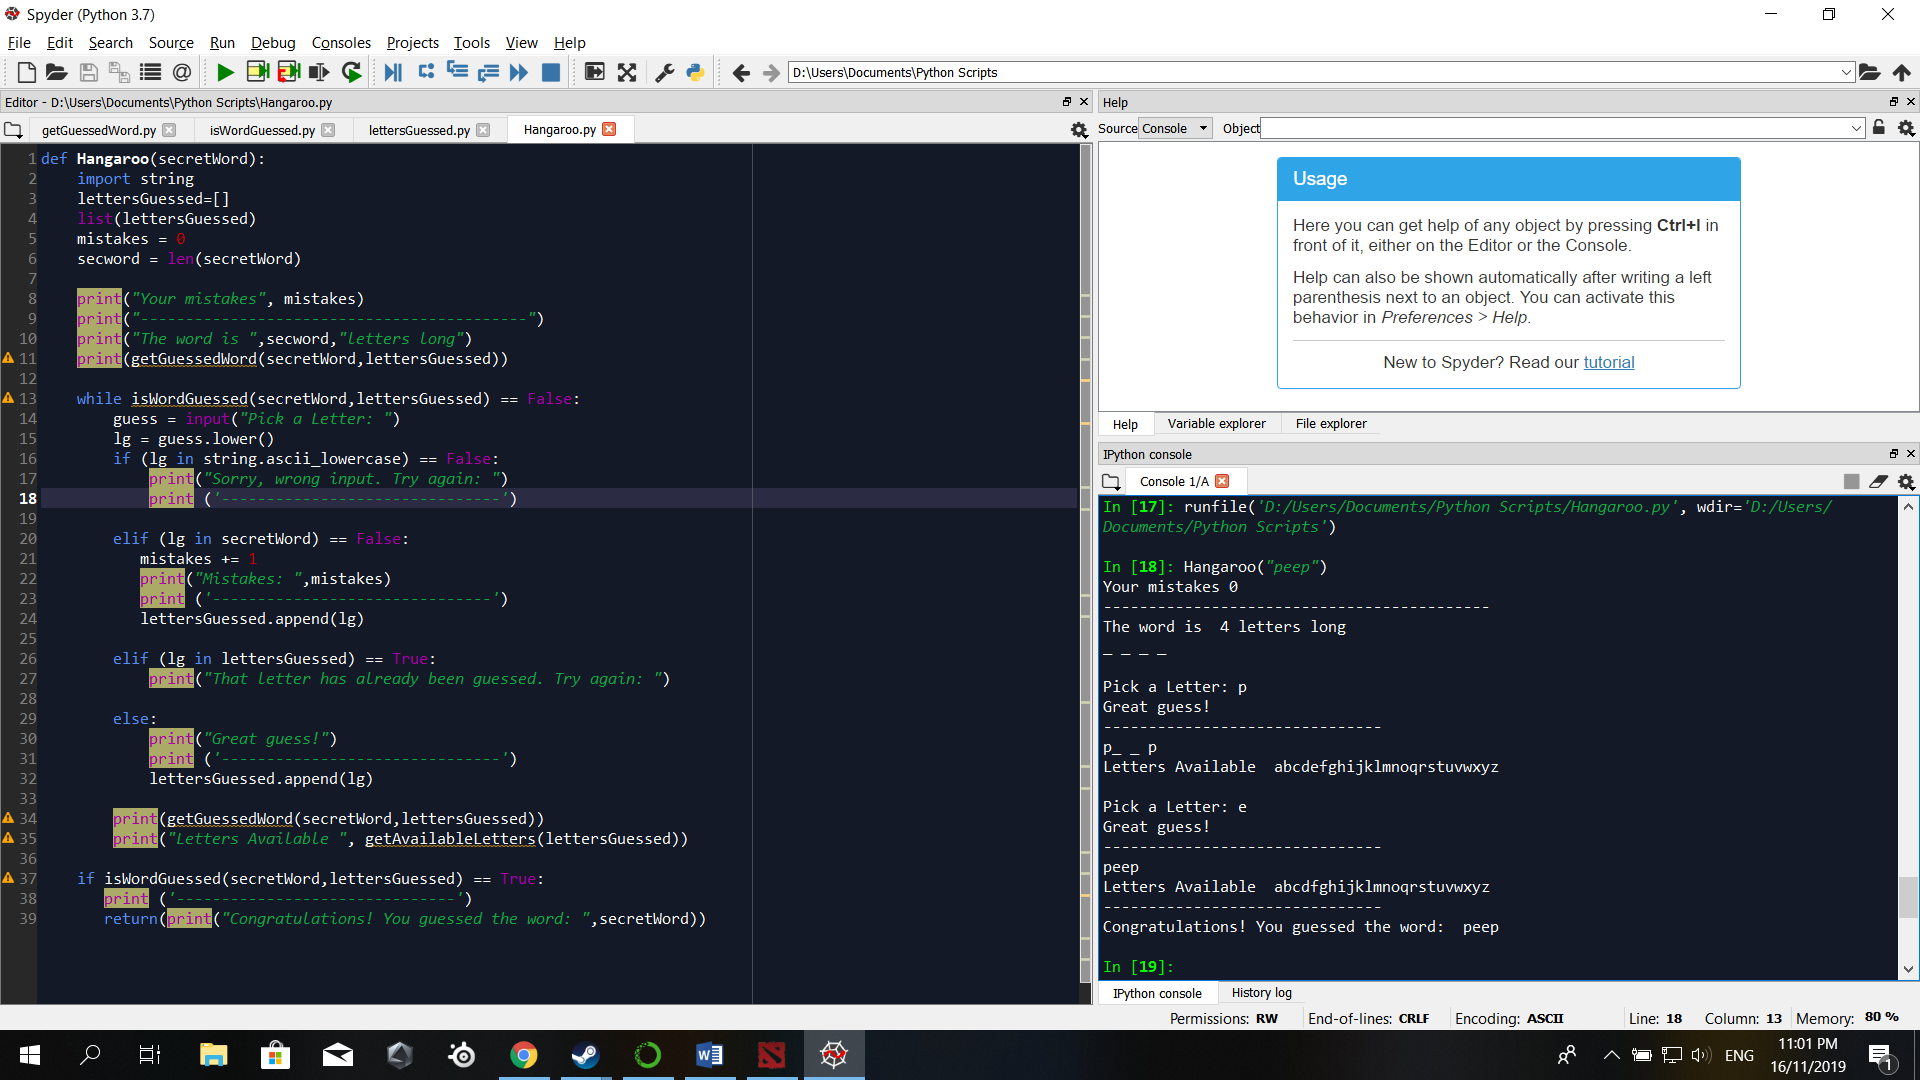 Spyder (Python 3.7)
File Edit Search Source Run Debug Consoles Projects Tools View Help
D:\Users\Documents\Python Scripts
Editor - D:\Users\Documents\Python Scripts\Hangaroo.py
getGuessedWord.py isWordGuessed.py lettersGuessed.py Hangaroo.py
1 def Hangaroo(secretWord):
2 import string
3 lettersGuessed=[]
4 list(lettersGuessed)
5 mistakes = 0
6 secword = len(secretWord)
7
8 print("Your mistakes", mistakes)
9 print("-------------------------------------------")
10 print("The word is ",secword,"letters long")
11 print(getGuessedWord(secretWord,lettersGuessed))
12
13 while isWordGuessed(secretWord,lettersGuessed) == False:
14 guess = input("Pick a Letter: ")
15 lg = guess.lower()
16 if (lg in string.ascii_lowercase) == False:
17 print("Sorry, wrong input. Try again: ")
18 print ('-------------------------------')
19
20 elif (lg in secretWord) == False:
21 mistakes += 1
22 print("Mistakes: ",mistakes)
23 print ('-------------------------------')
24 lettersGuessed.append(lg)
25
26 elif (lg in lettersGuessed) == True:
27 print("That letter has already been guessed. Try again: ")
28
29 else:
30 print("Great guess!")
31 print ('-------------------------------')
32 lettersGuessed.append(lg)
33
34 print(getGuessedWord(secretWord,lettersGuessed))
35 print("Letters Available ", getAvailableLetters(lettersGuessed))
36
37 if isWordGuessed(secretWord,lettersGuessed) == True:
38 print ('-------------------------------')
39 return(print("Congratulations! You guessed the word: ",secretWord))
Help
Source Console Object
Usage
Here you can get help of any object by pressing Ctrl+I in
front of it, either on the Editor or the Console.
Help can also be shown automatically after writing a left
parenthesis next to an object. You can activate this
behavior in Preferences > Help.
New to Spyder? Read our tutorial
Help Variable explorer File explorer
IPython console
Console 1/A
In [17]: runfile('D:/Users/Documents/Python Scripts/Hangaroo.py', wdir='D:/Users/
Documents/Python Scripts')
In [18]: Hangaroo("peep")
Your mistakes 0
-------------------------------------------
The word is  4 letters long
_ _ _ _
Pick a Letter: p
Great guess!
-------------------------------
p_ _ p
Letters Available  abcdefghijklmnoqrstuvwxyz
Pick a Letter: e
Great guess!
-------------------------------
peep
Letters Available  abcdfghijklmnoqrstuvwxyz
-------------------------------
Congratulations! You guessed the word:  peep
In [19]:
IPython console History log
Permissions: RW End-of-lines: CRLF Encoding: ASCII Line: 18 Column: 13 Memory: 80 %
ENG
11:01 PM
16/11/2019
1